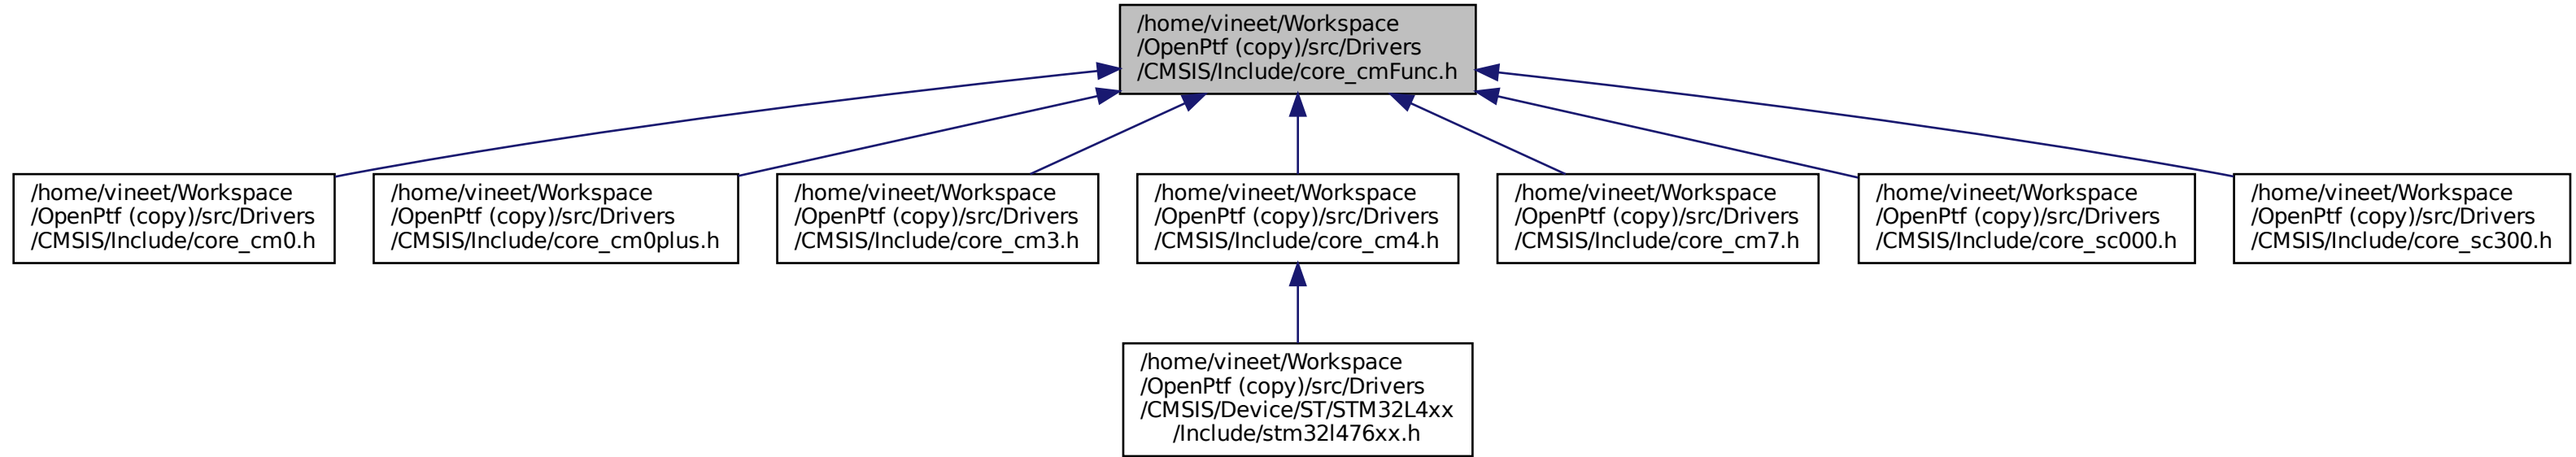 /home/vineet/Workspace
/OpenPtf (copy)/src/Drivers
/CMSIS/Include/core_cmFunc.h
/home/vineet/Workspace
/OpenPtf (copy)/src/Drivers
/CMSIS/Include/core_cm0.h
/home/vineet/Workspace
/OpenPtf (copy)/src/Drivers
/CMSIS/Include/core_cm0plus.h
/home/vineet/Workspace
/OpenPtf (copy)/src/Drivers
/CMSIS/Include/core_cm3.h
/home/vineet/Workspace
/OpenPtf (copy)/src/Drivers
/CMSIS/Include/core_cm4.h
/home/vineet/Workspace
/OpenPtf (copy)/src/Drivers
/CMSIS/Include/core_cm7.h
/home/vineet/Workspace
/OpenPtf (copy)/src/Drivers
/CMSIS/Include/core_sc000.h
/home/vineet/Workspace
/OpenPtf (copy)/src/Drivers
/CMSIS/Include/core_sc300.h
/home/vineet/Workspace
/OpenPtf (copy)/src/Drivers
/CMSIS/Device/ST/STM32L4xx
/Include/stm32l476xx.h